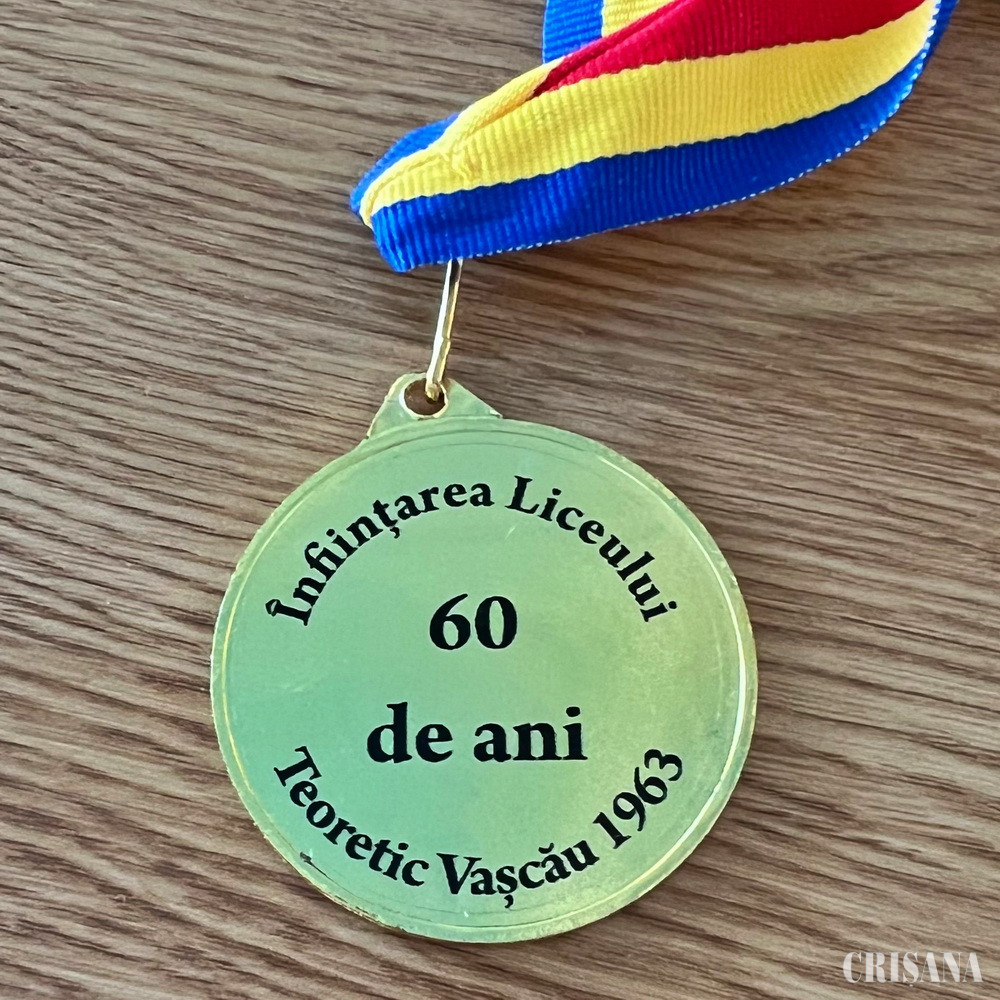 Înființarea Liceului
60
de ani
Teoretic Vașcău 1963
CRIȘANA